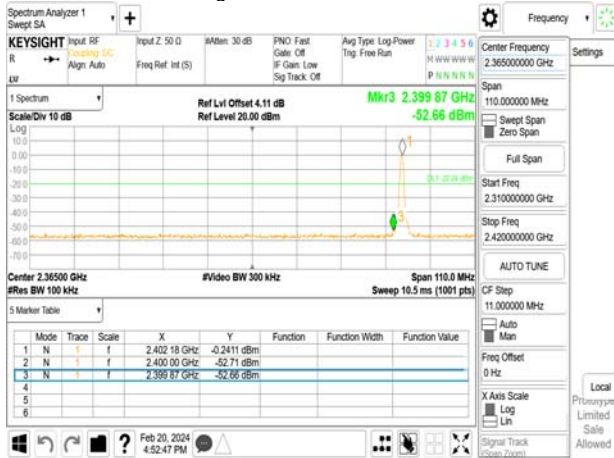 Spectrum Analyzer 1
Swept SA
+
Frequency
KEYSIGHT
Input: RF
Coupling: DC
Align: Auto
Input Z: 50 Ω
Freq Ref: Int (S)
#Atten: 30 dB
PNO: Fast
Gate: Off
IF Gain: Low
Sig Track: Off
Avg Type: Log-Power
Trig: Free Run
1 2 3 4 5 6
M W W W W W
P N N N N N
R
LXI
1 Spectrum
Scale/Div 10 dB
Ref Lvl Offset 4.11 dB
Ref Level 20.00 dBm
Mkr3 2.399 87 GHz
-52.66 dBm
Log
10.0
0.00
-10.0
-20.0
-30.0
-40.0
-50.0
-60.0
-70.0
1
3
Center 2.36500 GHz
#Video BW 300 kHz
Span 110.0 MHz
#Res BW 100 kHz
Sweep 10.5 ms (1001 pts)
5 Marker Table
Mode Trace Scale X Y Function Function Width Function Value
1 N 1 f 2.402 18 GHz -0.2411 dBm
2 N 1 f 2.400 00 GHz -52.71 dBm
3 N 1 f 2.399 87 GHz -52.66 dBm
4
5
6
Feb 20, 2024
4:52:47 PM
?
Center Frequency
2.365000000 GHz
Settings
Span
110.000000 MHz
Swept Span
Zero Span
Full Span
Start Freq
2.310000000 GHz
Stop Freq
2.420000000 GHz
AUTO TUNE
CF Step
11.000000 MHz
Auto
Man
Freq Offset
0 Hz
X Axis Scale
Log
Lin
Signal Track
(Span Zoom)
Local
Prototype
Limited
Sale
Allowed